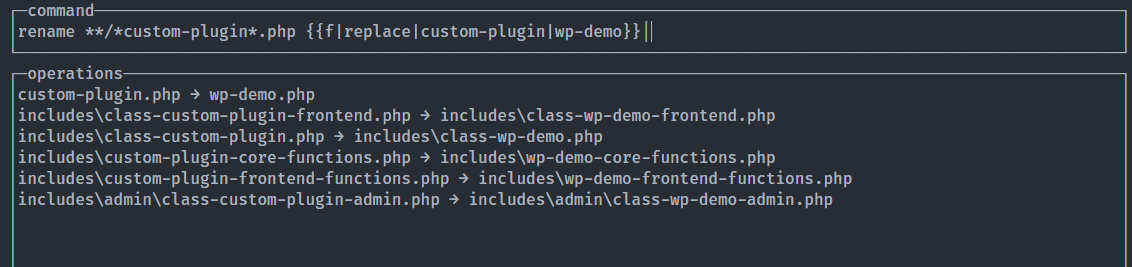 command
rename **/*custom-plugin*.php {{f|replace|custom-plugin|wp-demo}}
operations
custom-plugin.php → wp-demo.php
includes\class-custom-plugin-frontend.php → includes\class-wp-demo-frontend.php
includes\class-custom-plugin.php → includes\class-wp-demo.php
includes\custom-plugin-core-functions.php → includes\wp-demo-core-functions.php
includes\custom-plugin-frontend-functions.php → includes\wp-demo-frontend-functions.php
includes\admin\class-custom-plugin-admin.php → includes\admin\class-wp-demo-admin.php